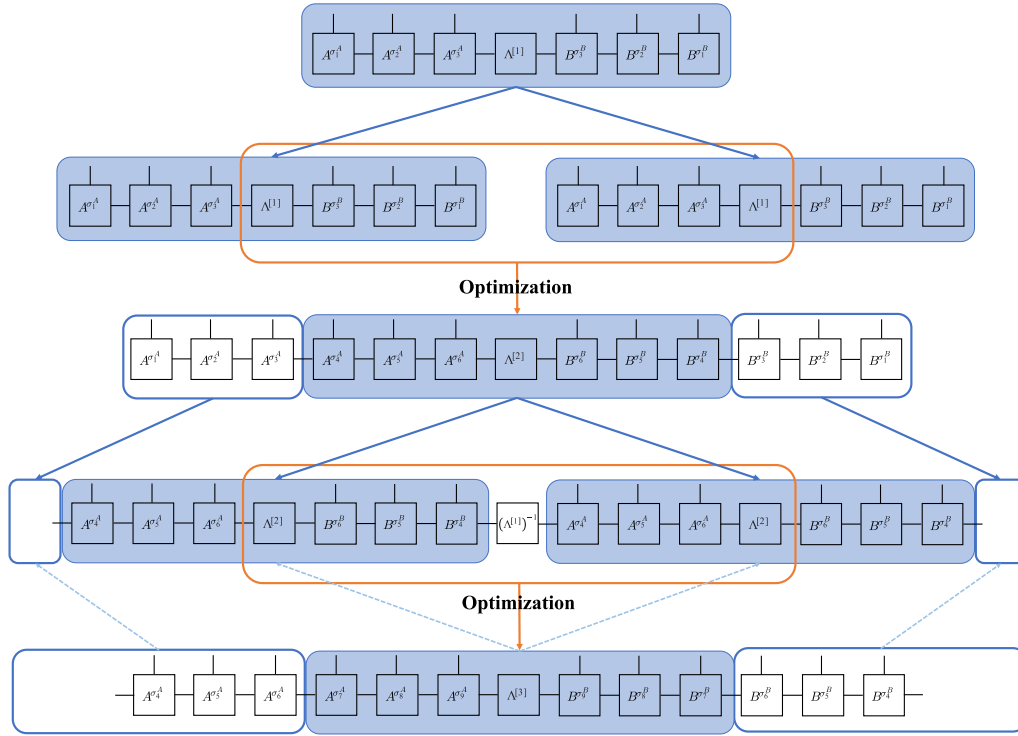 A^{σ_1^A} A^{σ_2^A} A^{σ_3^A} Λ^{[1]} B^{σ_3^B} B^{σ_2^B} B^{σ_1^B}
A^{σ_1^A} A^{σ_2^A} A^{σ_3^A} Λ^{[1]} B^{σ_3^B} B^{σ_2^B} B^{σ_1^B} A^{σ_1^A} A^{σ_2^A} A^{σ_3^A} Λ^{[1]} B^{σ_3^B} B^{σ_2^B} B^{σ_1^B}
Optimization
A^{σ_1^A} A^{σ_2^A} A^{σ_3^A} A^{σ_4^A} A^{σ_5^A} A^{σ_6^A} Λ^{[2]} B^{σ_6^B} B^{σ_5^B} B^{σ_4^B} B^{σ_3^B} B^{σ_2^B} B^{σ_1^B}
A^{σ_4^A} A^{σ_5^A} A^{σ_6^A} Λ^{[2]} B^{σ_6^B} B^{σ_5^B} B^{σ_4^B} (Λ^{[1]})^{-1} A^{σ_4^A} A^{σ_5^A} A^{σ_6^A} Λ^{[2]} B^{σ_6^B} B^{σ_5^B} B^{σ_4^B}
Optimization
A^{σ_4^A} A^{σ_5^A} A^{σ_6^A} A^{σ_7^A} A^{σ_8^A} A^{σ_9^A} Λ^{[3]} B^{σ_9^B} B^{σ_8^B} B^{σ_7^B} B^{σ_6^B} B^{σ_5^B} B^{σ_4^B}